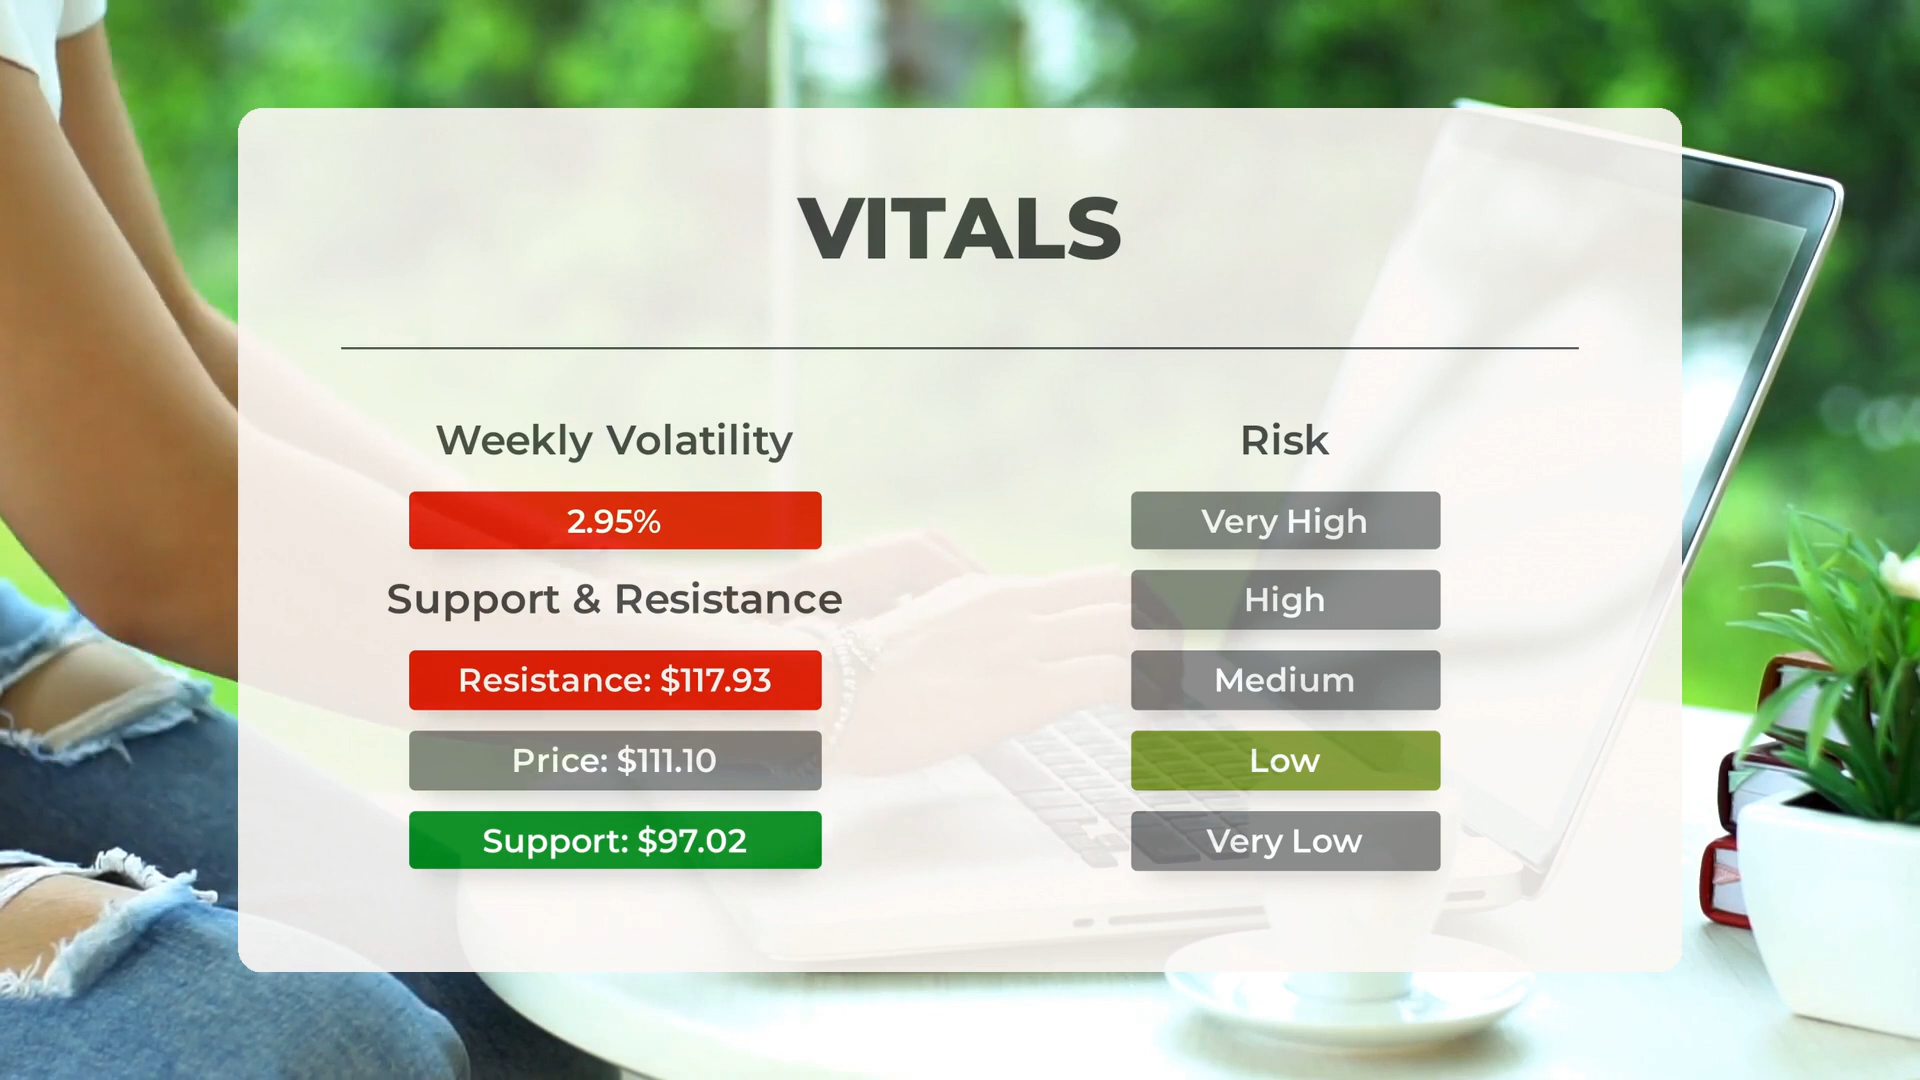 VITALS
Weekly Volatility
2.95%
Support & Resistance
Resistance: $117.93
Price: $111.10
Support: $97.02
Risk
Very High
High
Medium
Low
Very Low